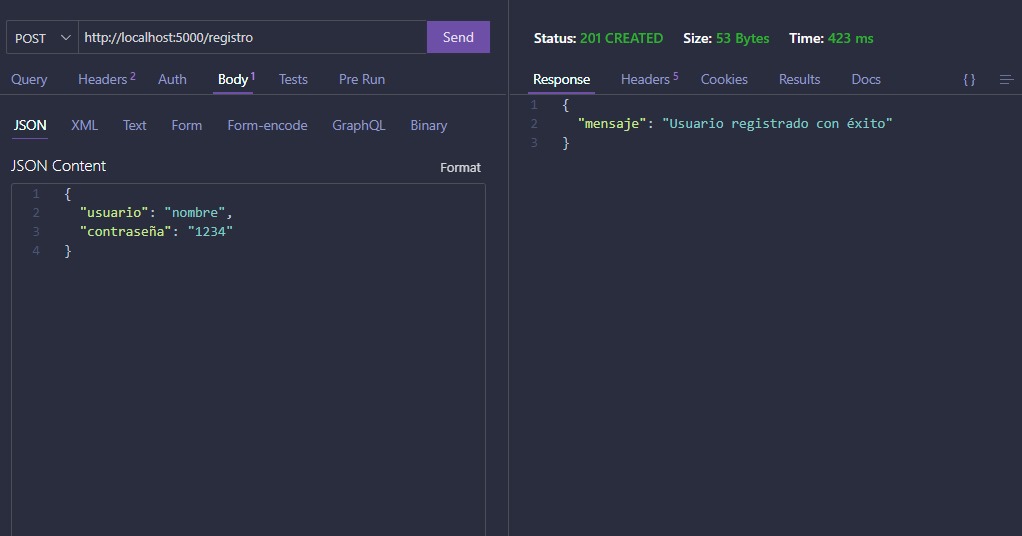 POST http://localhost:5000/registro Send
Query Headers 2 Auth Body 1 Tests Pre Run
JSON XML Text Form Form-encode GraphQL Binary
JSON Content Format
1 {
2 "usuario": "nombre",
3 "contraseña": "1234"
4 }
Status: 201 CREATED Size: 53 Bytes Time: 423 ms
Response Headers 5 Cookies Results Docs { }
1 {
2 "mensaje": "Usuario registrado con éxito"
3 }